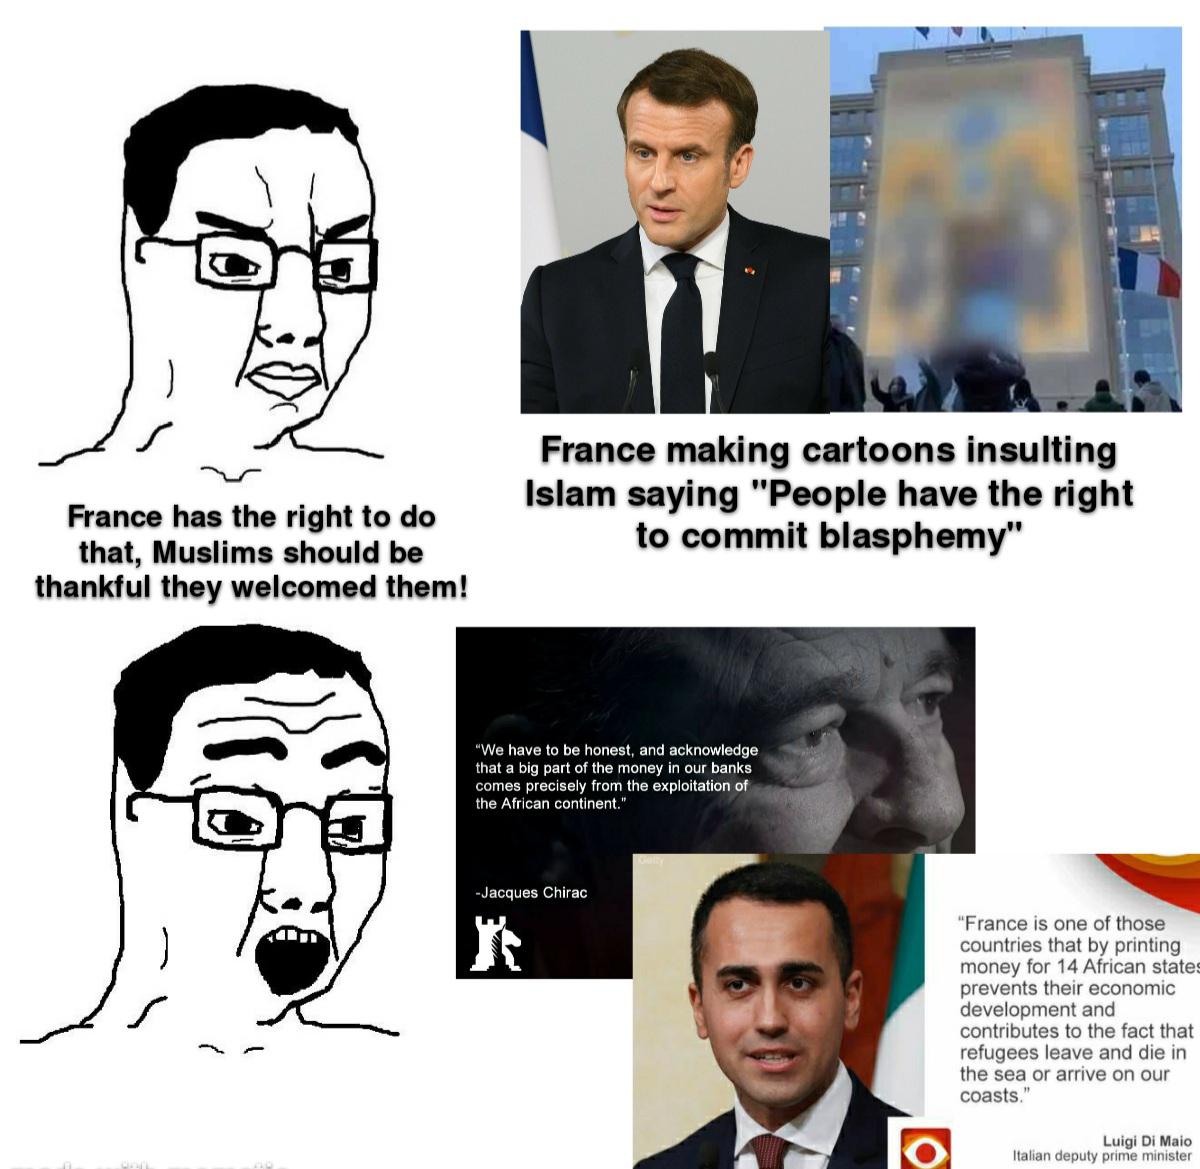 France making cartoons insulting
Islam saying "People have the right
to commit blasphemy"
France has the right to do
that, Muslims should be
thankful they welcomed them!
“We have to be honest, and acknowledge
that a big part of the money in our banks
comes precisely from the exploitation of
the African continent.”
-Jacques Chirac
Getty
“France is one of those
countries that by printing
money for 14 African states
prevents their economic
development and
contributes to the fact that
refugees leave and die in
the sea or arrive on our
coasts.”
Luigi Di Maio
Italian deputy prime minister